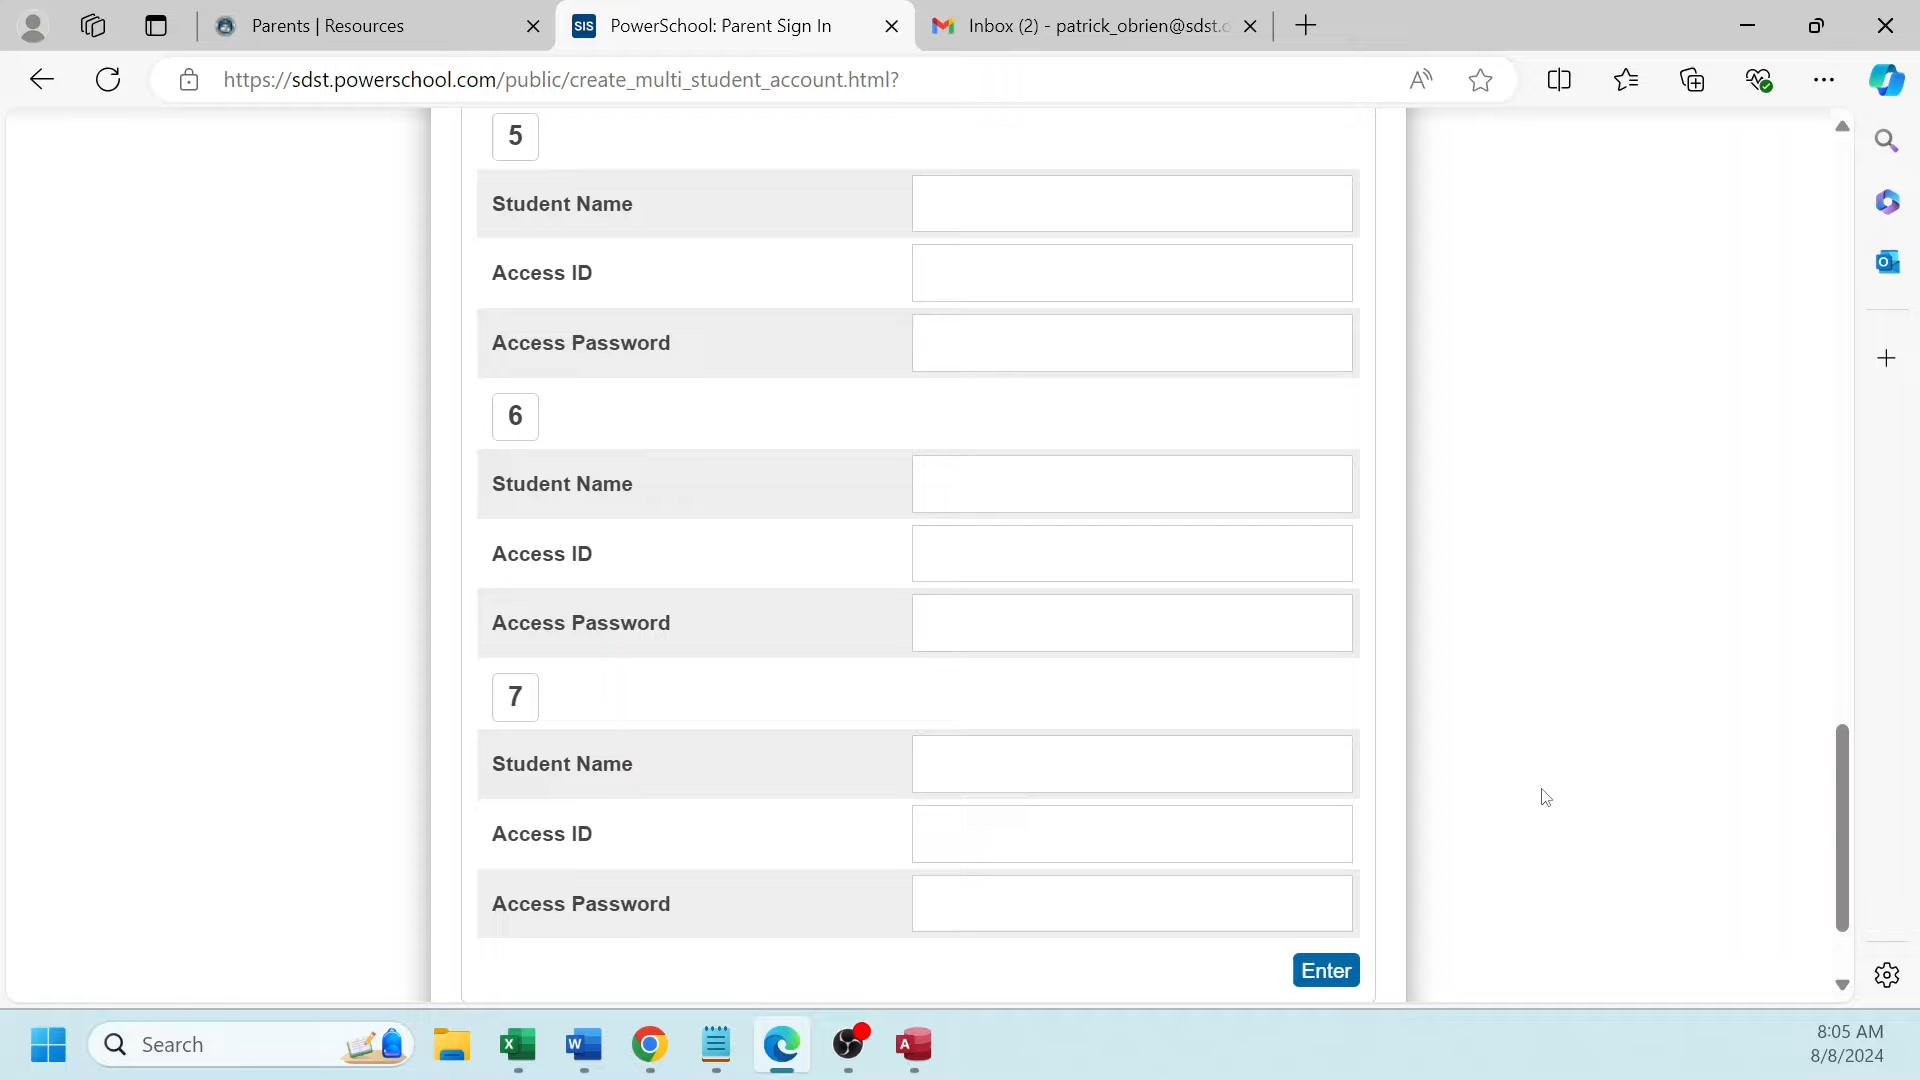 Parents | Resources
SIS
PowerSchool: Parent Sign In
Inbox (2) - patrick_obrien@sdst.o
https://sdst.powerschool.com/public/create_multi_student_account.html?
5
Student Name
Access ID
Access Password
6
Student Name
Access ID
Access Password
7
Student Name
Access ID
Access Password
Enter
Search
8:05 AM
8/8/2024